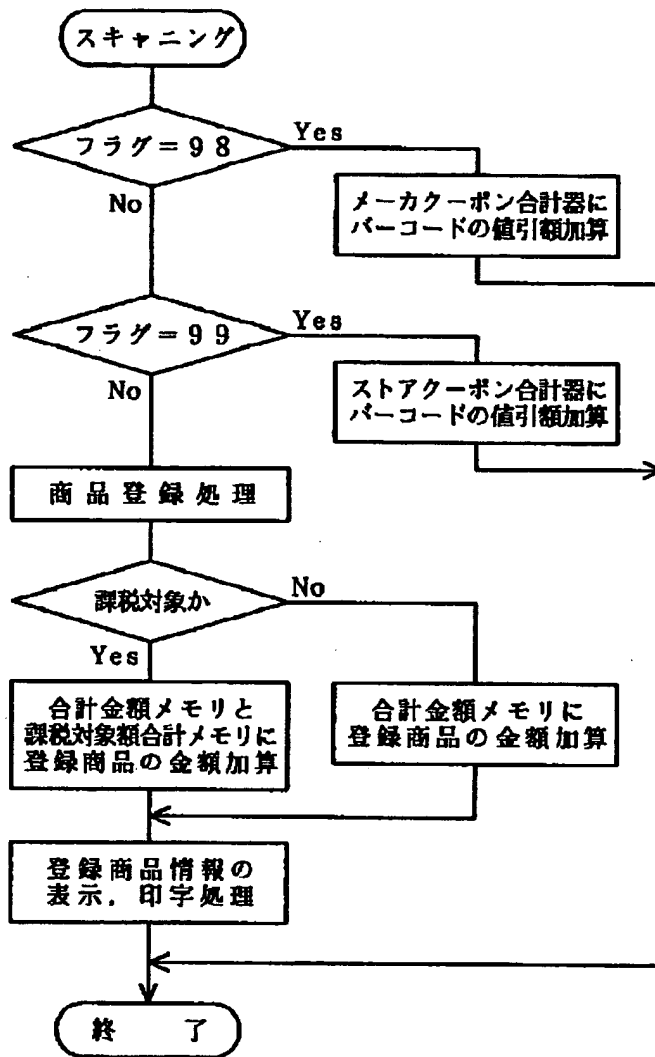 スキャニング
フラグ=98
Yes
No
メーカクーポン合計器に
バーコードの値引額加算
フラグ=99
Yes
No
ストアクーポン合計器に
バーコードの値引額加算
商品登録処理
課税対象か
No
Yes
合計金額メモリと
課税対象額合計メモリに
登録商品の金額加算
合計金額メモリに
登録商品の金額加算
登録商品情報の
表示,印字処理
終 了